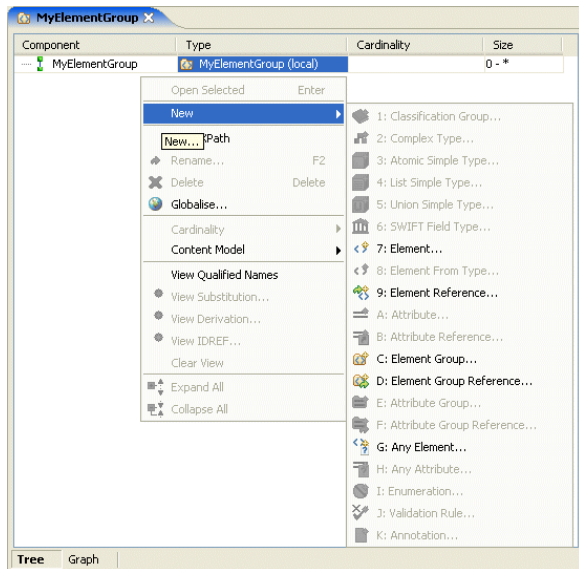 MyElementGroup
Component Type Cardinality Size
MyElementGroup MyElementGroup (local) 0 - *
Open Selected Enter
New
New... XPath
Rename... F2
Delete Delete
Globalise...
Cardinality
Content Model
View Qualified Names
View Substitution...
View Derivation...
View IDREF...
Clear View
Expand All
Collapse All
1: Classification Group...
2: Complex Type...
3: Atomic Simple Type...
4: List Simple Type...
5: Union Simple Type...
6: SWIFT Field Type...
7: Element...
8: Element From Type...
9: Element Reference...
A: Attribute...
B: Attribute Reference...
C: Element Group...
D: Element Group Reference...
E: Attribute Group...
F: Attribute Group Reference...
G: Any Element...
H: Any Attribute...
I: Enumeration...
J: Validation Rule...
K: Annotation...
Tree Graph